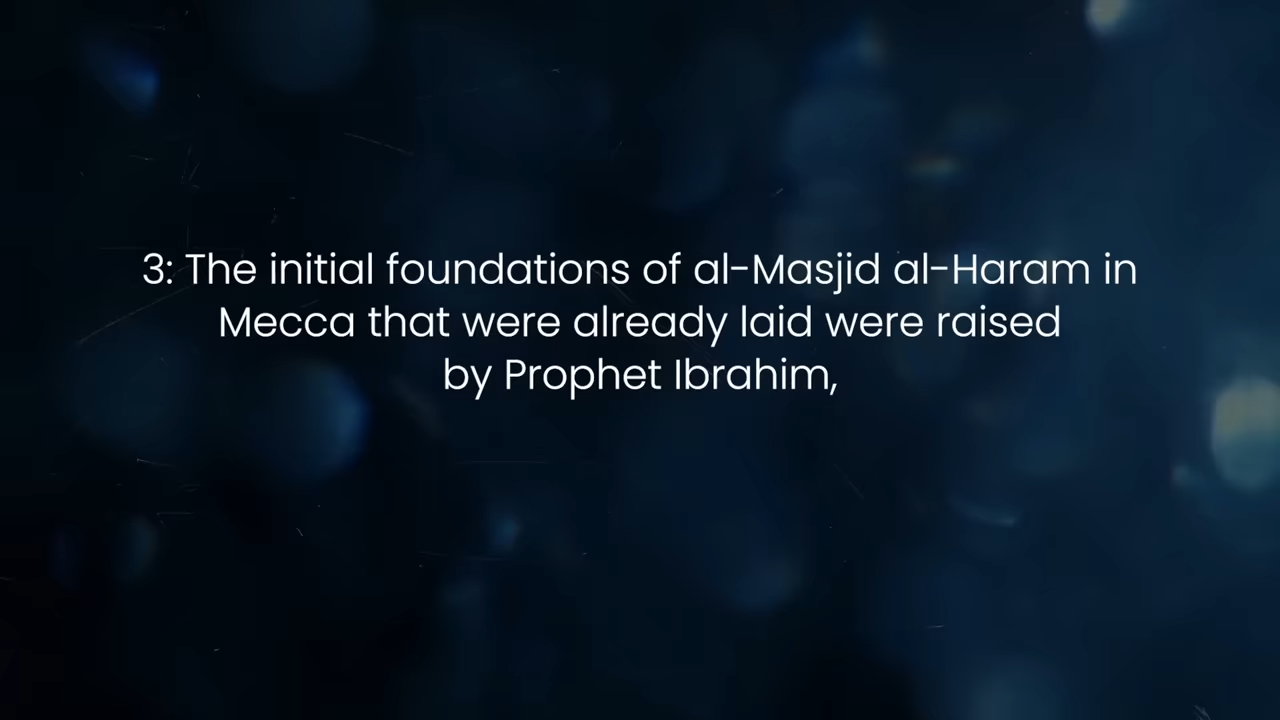 3: The initial foundations of al-Masjid al-Haram in
Mecca that were already laid were raised
by Prophet Ibrahim,